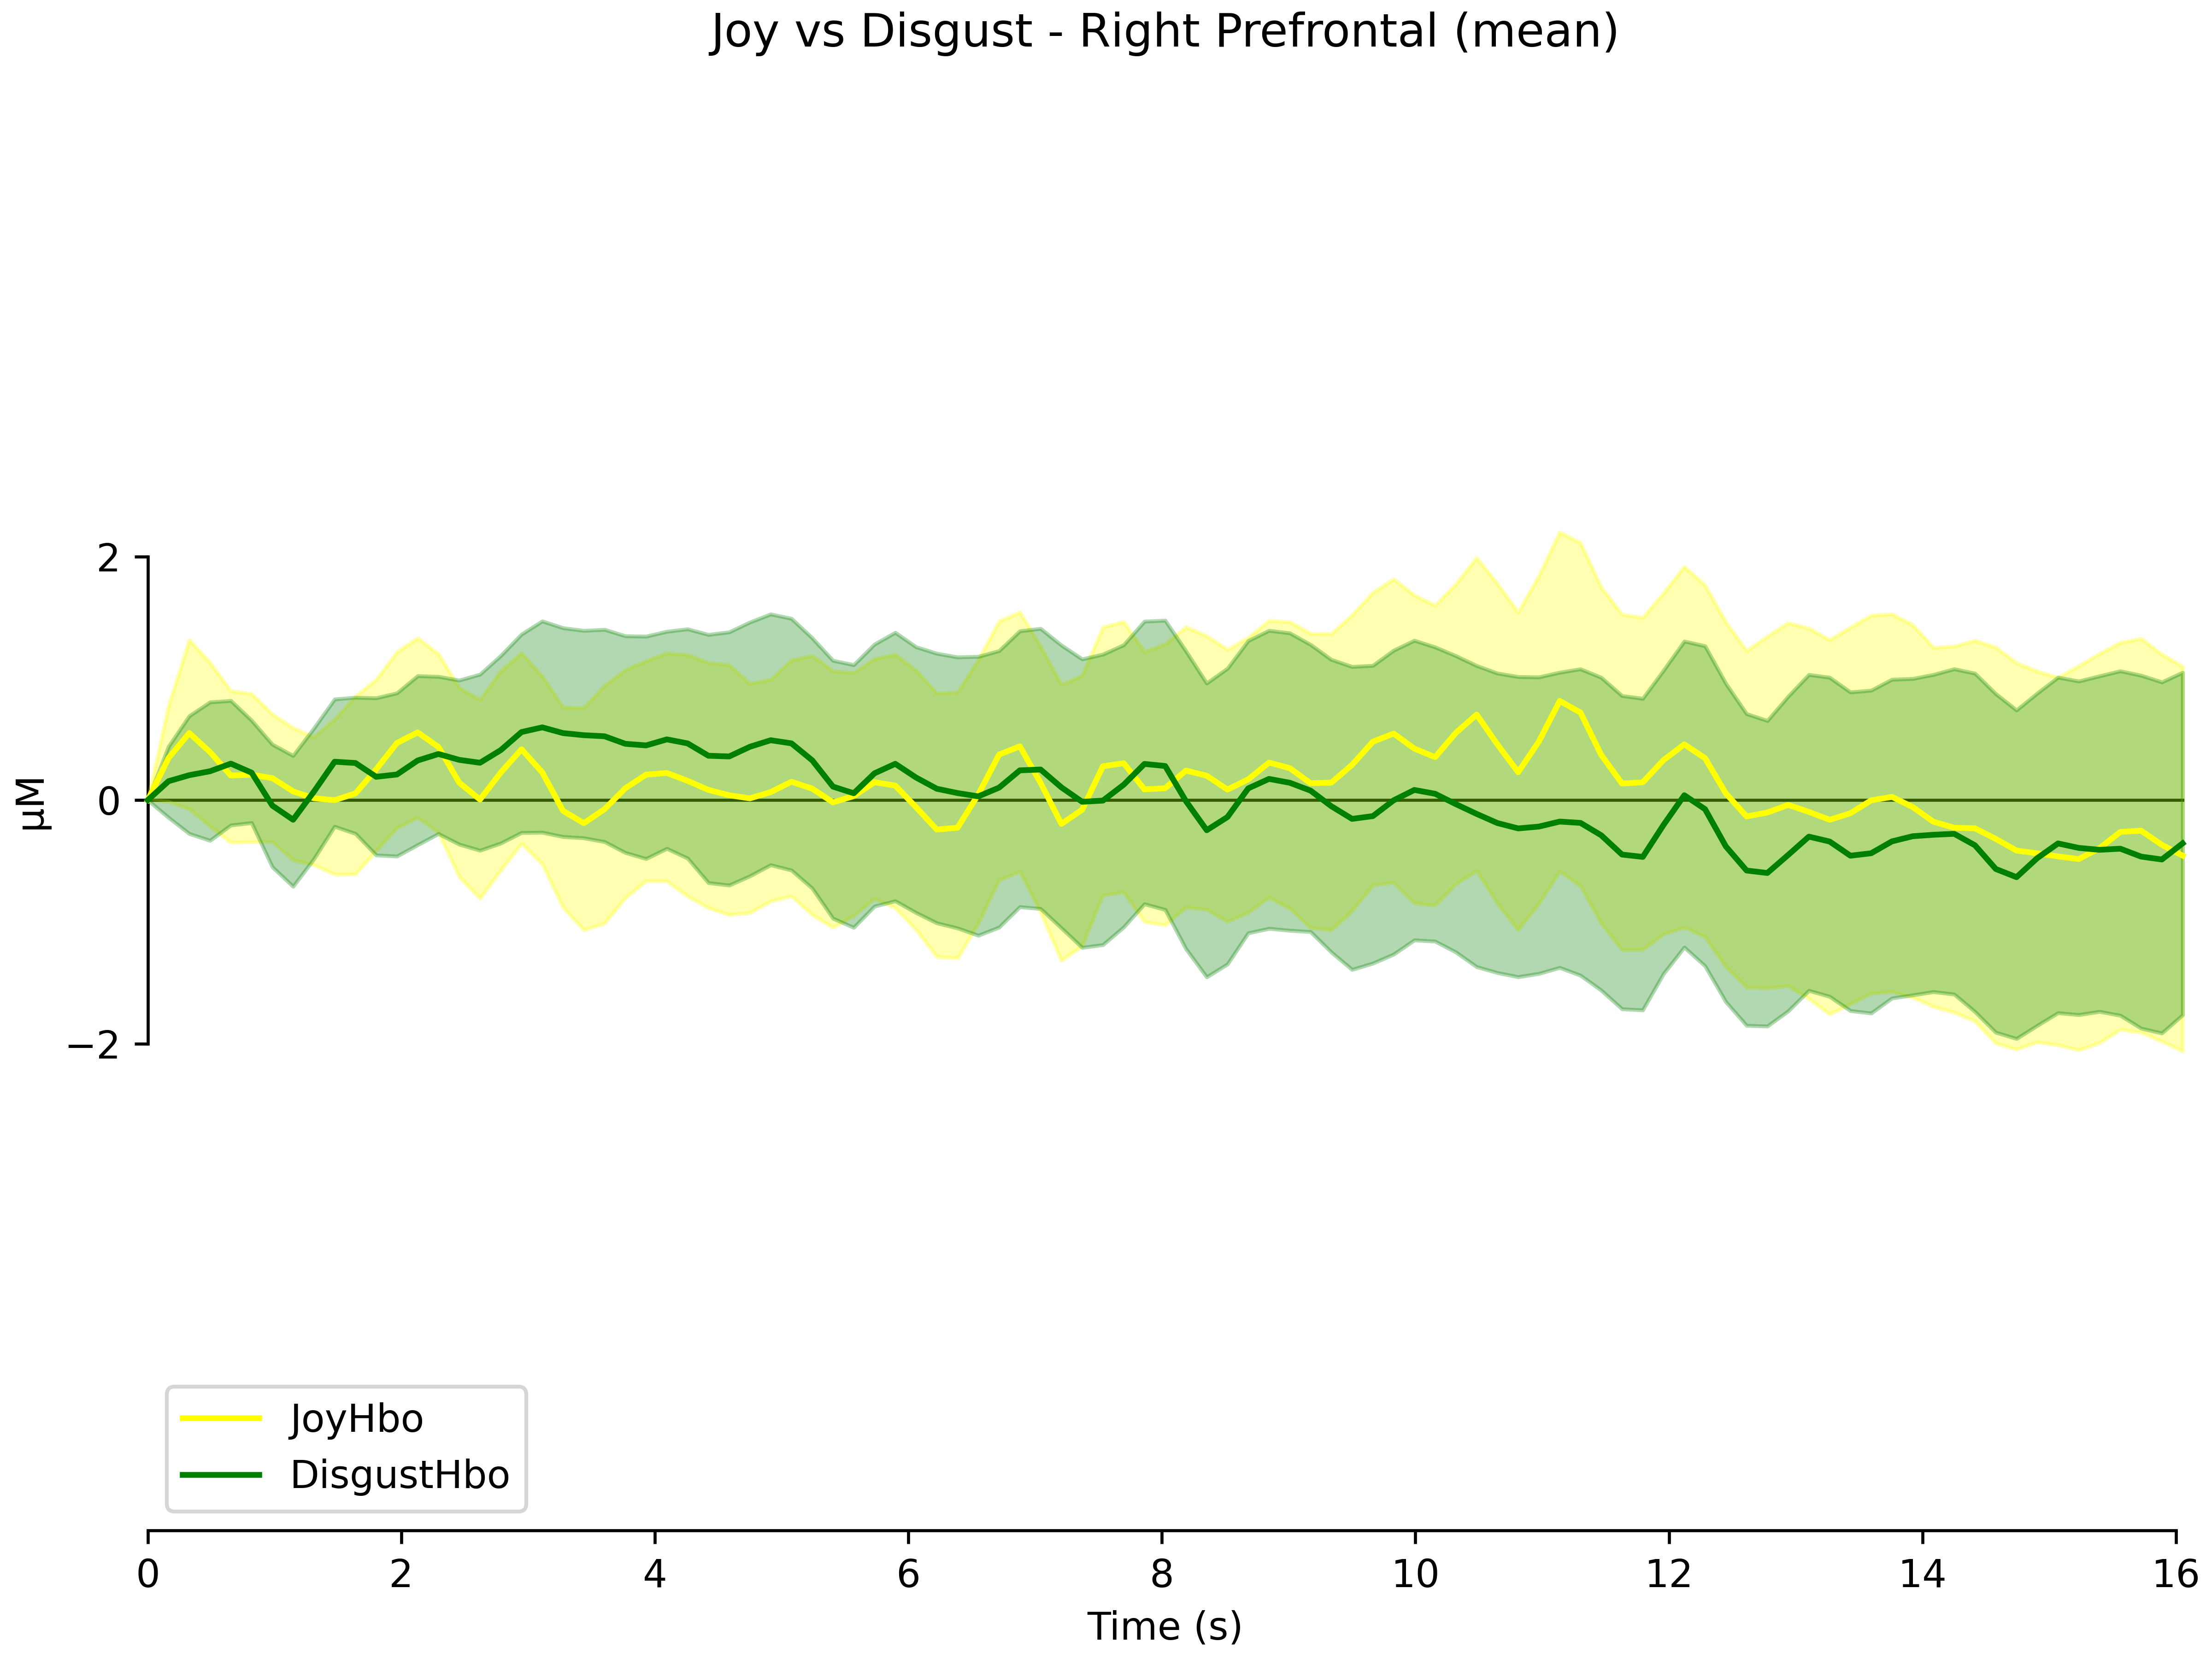 Joy vs Disgust - Right Prefrontal (mean)
2
0
−2
µM
JoyHbo
DisgustHbo
0 2 4 6 8 10 12 14 16
Time (s)